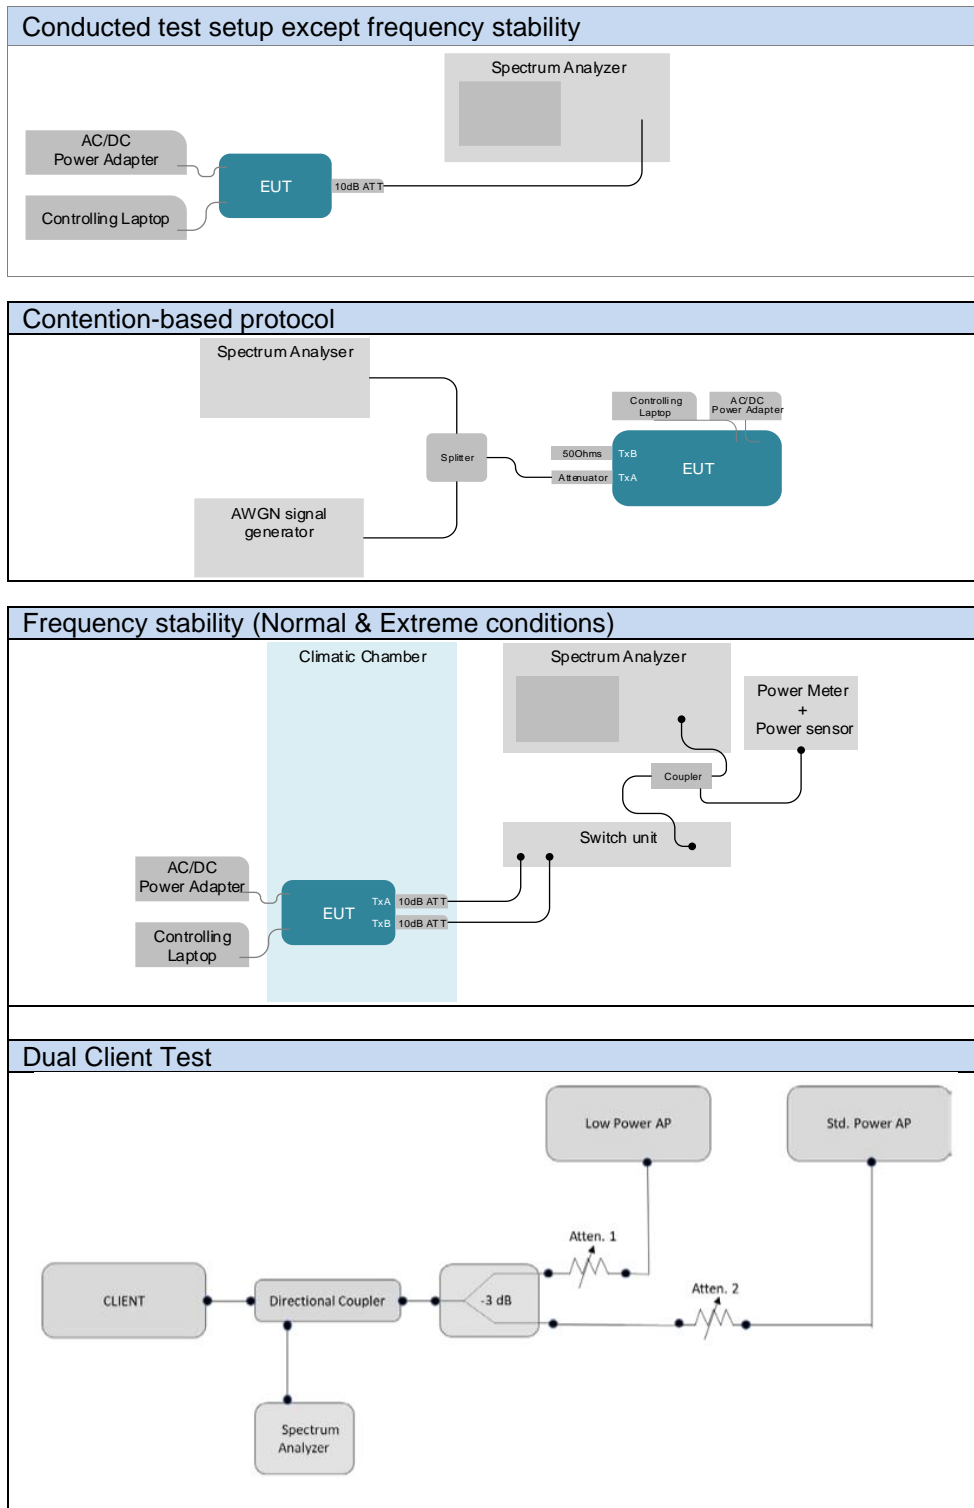 Conducted test setup except frequency stability
Spectrum Analyzer
AC/DC
Power Adapter
EUT
10dB ATT
Controlling Laptop
Contention-based protocol
Spectrum Analyser
Controlling
Laptop
AC/DC
Power Adapter
Splitter
50Ohms
TxB
EUT
Attenuator
TxA
AWGN signal
generator
Frequency stability (Normal & Extreme conditions)
Climatic Chamber
Spectrum Analyzer
Power Meter
+
Power sensor
Coupler
Switch unit
AC/DC
Power Adapter
EUT
TxA
10dB ATT
TxB
10dB ATT
Controlling
Laptop
Dual Client Test
Low Power AP
Std. Power AP
Atten. 1
Atten. 2
CLIENT
Directional Coupler
-3 dB
Spectrum
Analyzer